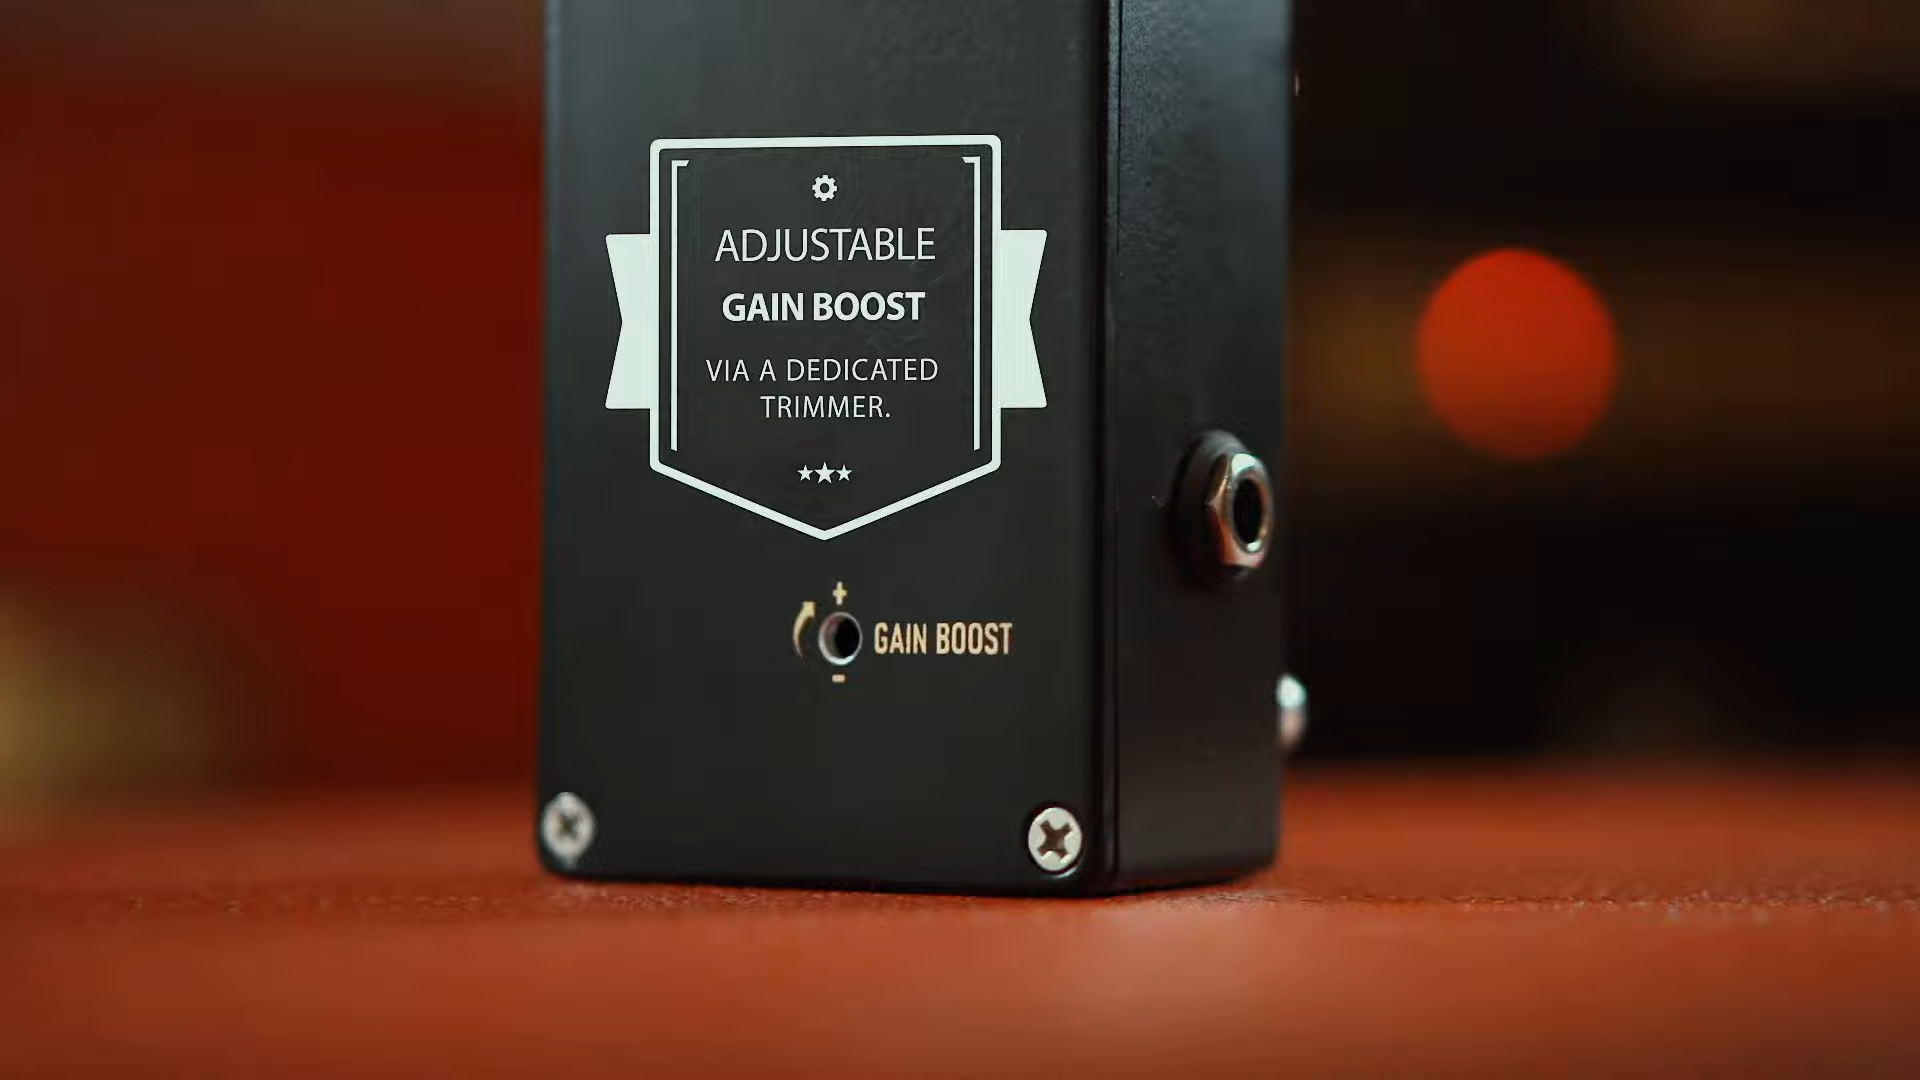 ADJUSTABLE
GAIN BOOST
VIA A DEDICATED
TRIMMER.
+
GAIN BOOST
-